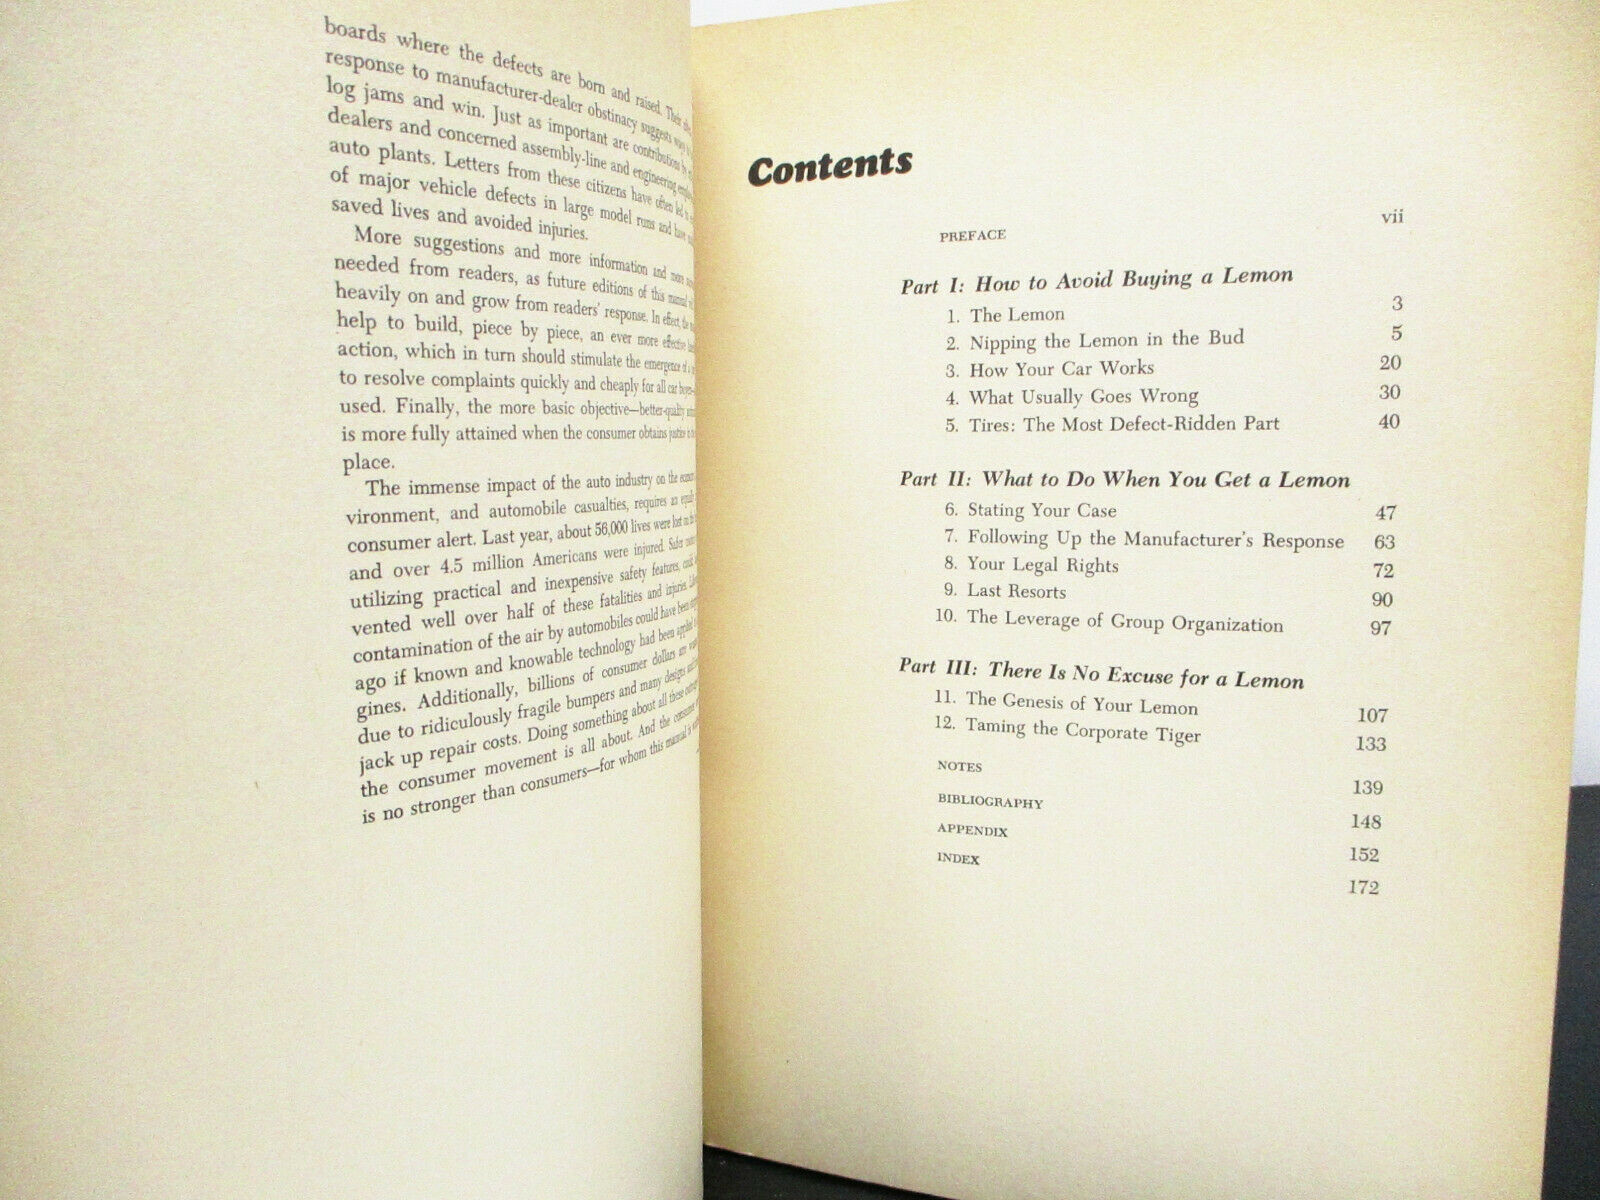 boards where the defects are born and raised. Their
response to manufacturer-dealer obstinacy suggests ways to
log jams and win. Just as important are contributions by
dealers and concerned assembly-line and engineering
auto plants. Letters from these citizens have often led to
of major vehicle defects in large model runs and have
saved lives and avoided injuries.
More suggestions and more information and more
needed from readers, as future editions of this manual
heavily on and grow from readers' response. In effect, the
help to build, piece by piece, an ever more effective
action, which in turn should stimulate the emergence of a
to resolve complaints quickly and cheaply for all car buyers—
used. Finally, the more basic objective—better-quality
is more fully attained when the consumer obtains justice in
place.
The immense impact of the auto industry on the
vironment, and automobile casualties, requires an equally
consumer alert. Last year, about 56,000 lives were lost on the
and over 4.5 million Americans were injured. Safer
utilizing practical and inexpensive safety features, could
vented well over half of these fatalities and injuries.
contamination of the air by automobiles could have been
ago if known and knowable technology had been applied
gines. Additionally, billions of consumer dollars are
due to ridiculously fragile bumpers and many designs and
jack up repair costs. Doing something about all these
the consumer movement is all about. And the consumer
is no stronger than consumers—for whom this manual is
Contents
PREFACE vii
Part I: How to Avoid Buying a Lemon
1. The Lemon 3
2. Nipping the Lemon in the Bud 5
3. How Your Car Works 20
4. What Usually Goes Wrong 30
5. Tires: The Most Defect-Ridden Part 40
Part II: What to Do When You Get a Lemon
6. Stating Your Case 47
7. Following Up the Manufacturer's Response 63
8. Your Legal Rights 72
9. Last Resorts 90
10. The Leverage of Group Organization 97
Part III: There Is No Excuse for a Lemon
11. The Genesis of Your Lemon 107
12. Taming the Corporate Tiger 133
NOTES 139
BIBLIOGRAPHY 148
APPENDIX 152
INDEX 172